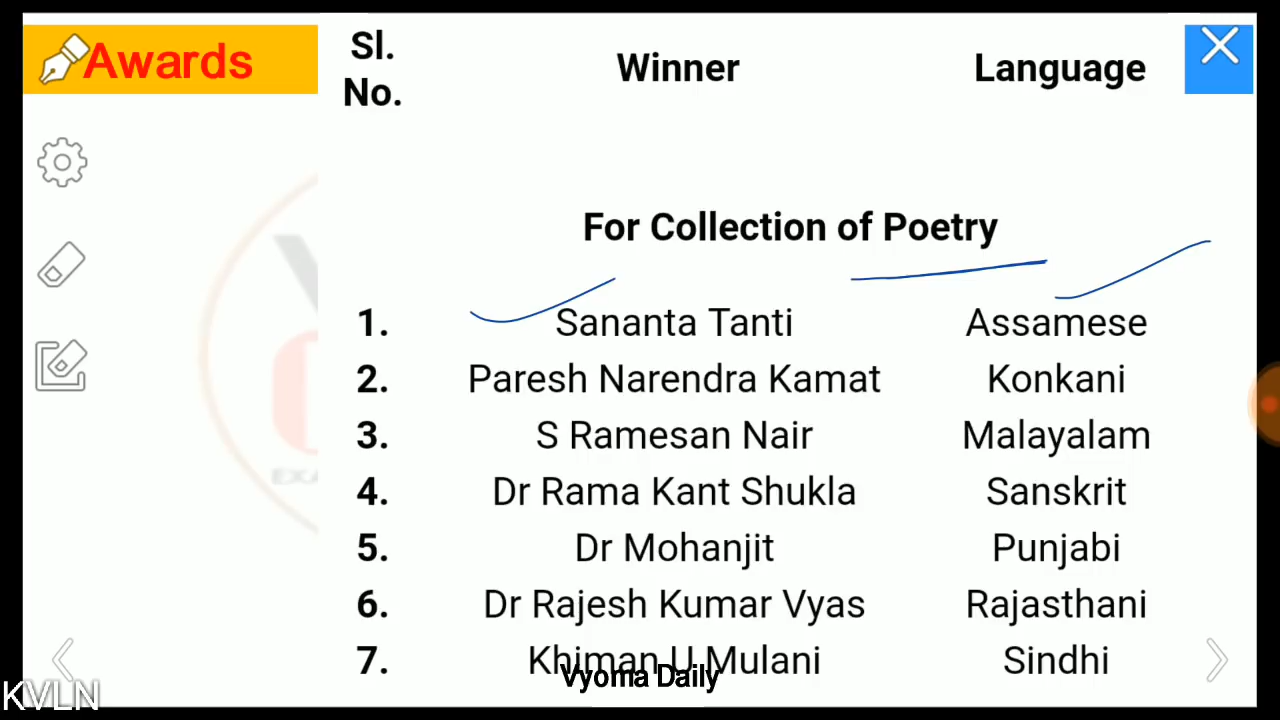 Awards
Sl. No. Winner Language
For Collection of Poetry
1. Sananta Tanti Assamese
2. Paresh Narendra Kamat Konkani
3. S Ramesan Nair Malayalam
4. Dr Rama Kant Shukla Sanskrit
5. Dr Mohanjit Punjabi
6. Dr Rajesh Kumar Vyas Rajasthani
7. Khiman U Mulani Sindhi
Vyoma Daily
KVLN